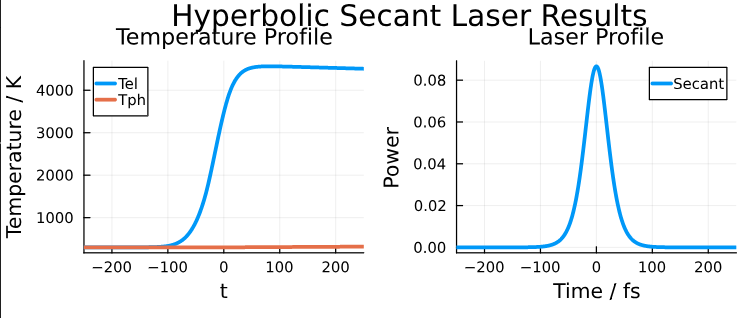 Hyperbolic Secant Laser Results
Temperature Profile
Temperature / K
4000
3000
2000
1000
Tel
Tph
−200
−100
0
100
200
t
Laser Profile
Power
0.08
0.06
0.04
0.02
0.00
Secant
−200
−100
0
100
200
Time / fs